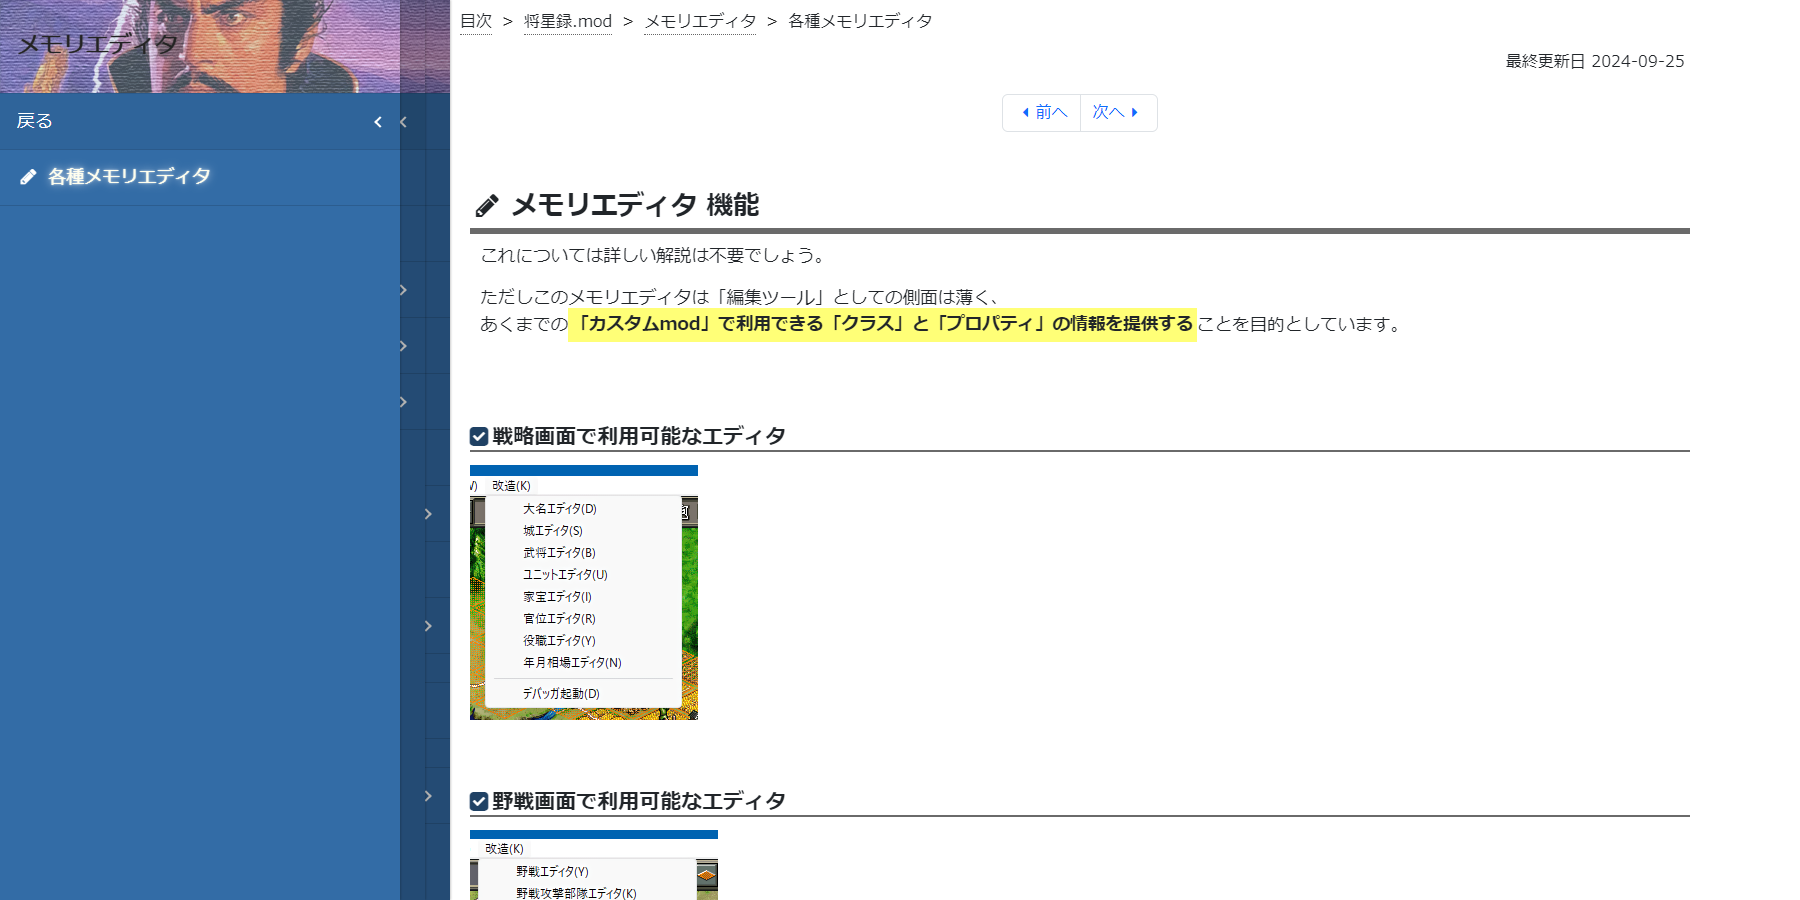 メモリエディタ
戻る
各種メモリエディタ
目次 > 将星録.mod > メモリエディタ > 各種メモリエディタ
最終更新日 2024-09-25
前へ 次へ
メモリエディタ 機能
これについては詳しい解説は不要でしょう。
ただしこのメモリエディタは「編集ツール」としての側面は薄く、
あくまでの「カスタムmod」で利用できる「クラス」と「プロパティ」の情報を提供することを目的としています。
戦略画面で利用可能なエディタ
改造(K)
大名エディタ(D)
城エディタ(S)
武将エディタ(B)
ユニットエディタ(U)
家宝エディタ(I)
官位エディタ(R)
役職エディタ(Y)
年月相場エディタ(N)
デバッガ起動(D)
野戦画面で利用可能なエディタ
改造(K)
野戦エディタ(Y)
野戦攻撃部隊エディタ(K)